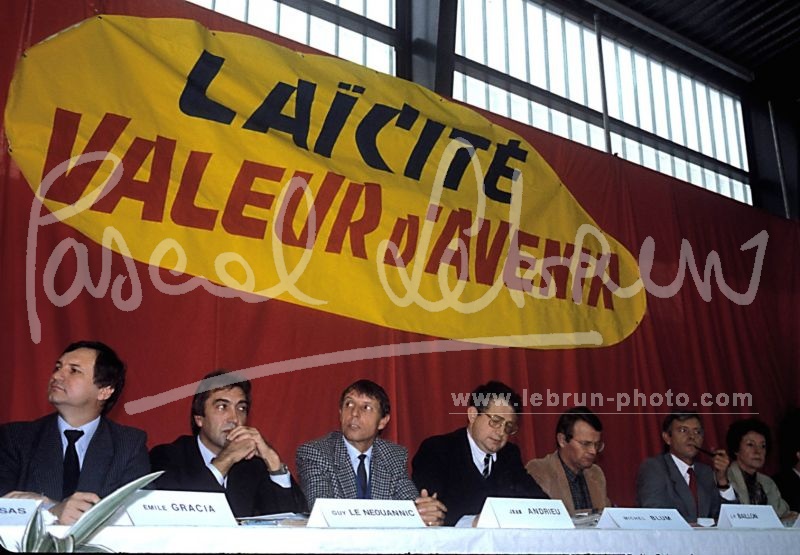 LAÏCITÉ
VALEUR D'AVENIR
Pascal Lebrun
www.lebrun-photo.com
SAS
EMILE GRACIA
GUY LE NEOUANNIC
JEAN ANDRIEU
MICHEL BLUM
J.P BAILLON